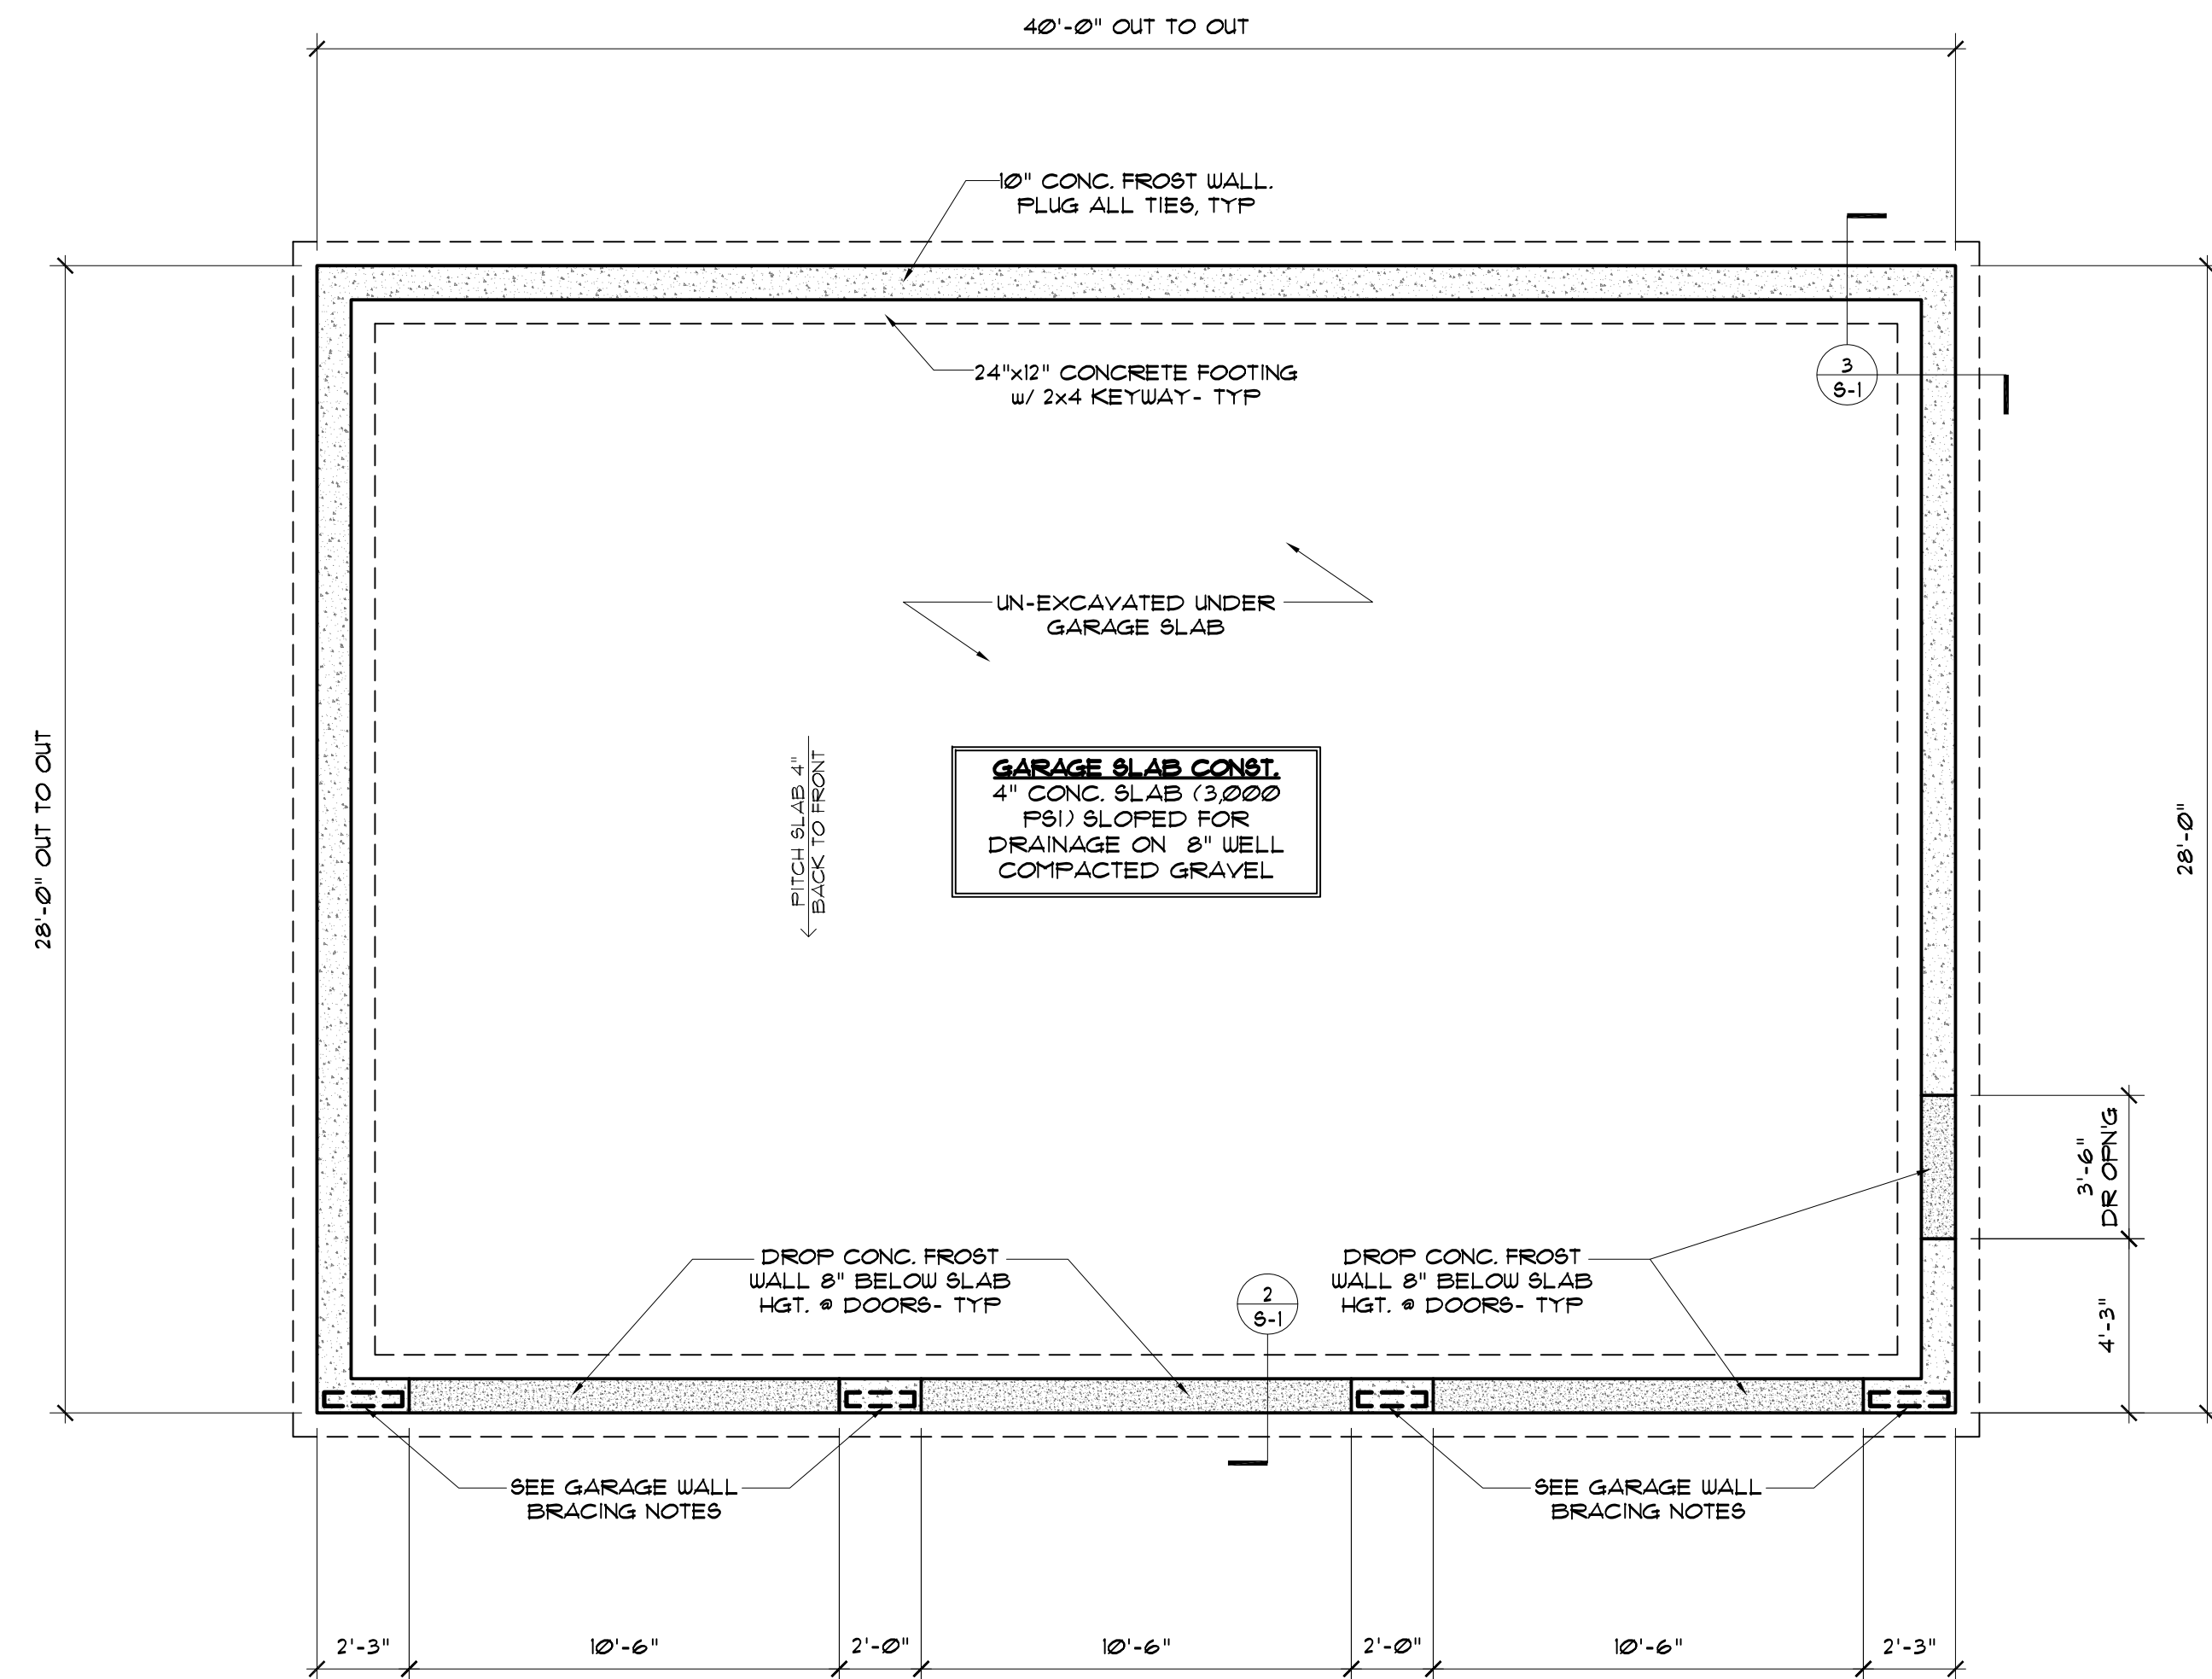 40'-0" OUT TO OUT
10" CONC. FROST WALL.
PLUG ALL TIES, TYP
3
S-1
24"x12" CONCRETE FOOTING
w/ 2x4 KEYWAY- TYP
UN-EXCAVATED UNDER
GARAGE SLAB
28'-0" OUT TO OUT
PITCH SLAB 4"
BACK TO FRONT
GARAGE SLAB CONST.
4" CONC. SLAB (3,000
PSI) SLOPED FOR
DRAINAGE ON 8" WELL
COMPACTED GRAVEL
28'-0"
3'-6"
DR OPN'G
DROP CONC. FROST
WALL 8" BELOW SLAB
HGT. @ DOORS- TYP
2
S-1
DROP CONC. FROST
WALL 8" BELOW SLAB
HGT. @ DOORS- TYP
4'-3"
SEE GARAGE WALL
BRACING NOTES
SEE GARAGE WALL
BRACING NOTES
2'-3"
10'-6"
2'-0"
10'-6"
2'-0"
10'-6"
2'-3"